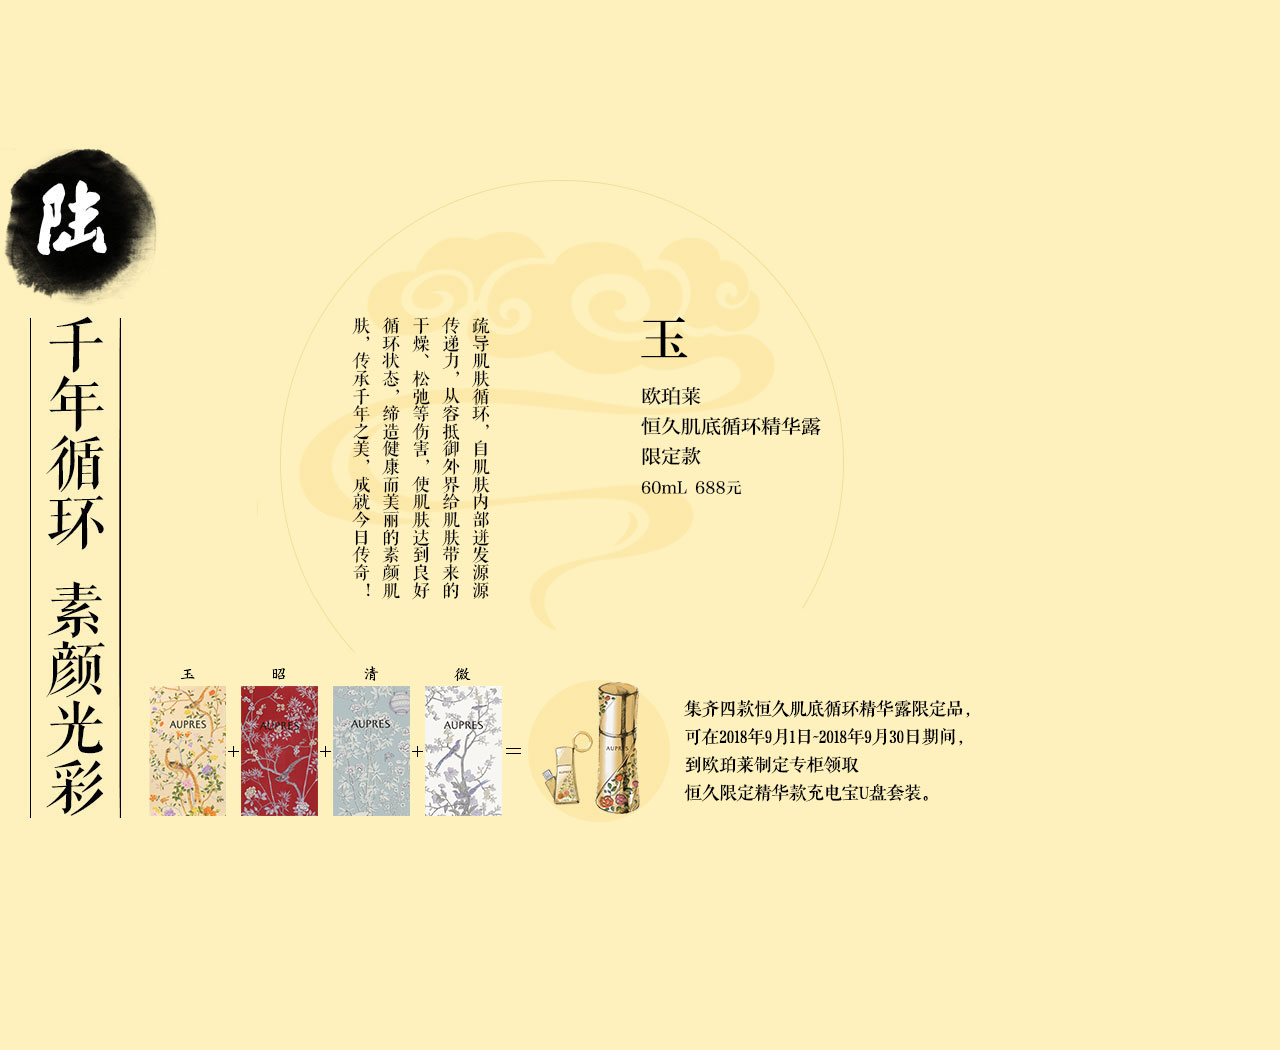 陆
千年循环 素颜光彩
疏导肌肤循环，自肌肤内部迸发源源
传递力，从容抵御外界给肌肤带来的
干燥、松弛等伤害，使肌肤达到良好
循环状态，缔造健康而美丽的素颜肌
肤，传承千年之美，成就今日传奇！
玉
欧珀莱
恒久肌底循环精华露
限定款
60mL 688元
玉
昭
清
徽
AUPRES
AUPRES
AUPRES
AUPRES
+
+
+
=
AUPRES
AUPRES
集齐四款恒久肌底循环精华露限定品，
可在2018年9月1日~2018年9月30日期间，
到欧珀莱制定专柜领取
恒久限定精华款充电宝U盘套装。